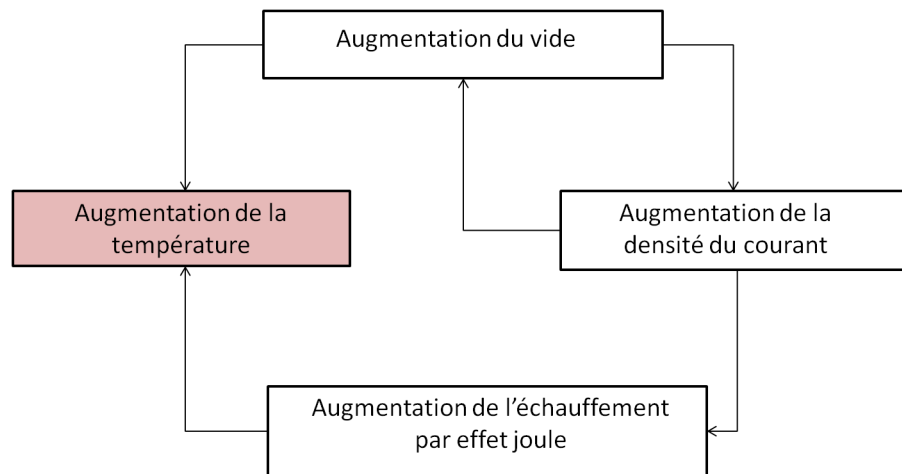 Augmentation du vide
Augmentation de la
température
Augmentation de la
densité du courant
Augmentation de l’échauffement
par effet joule